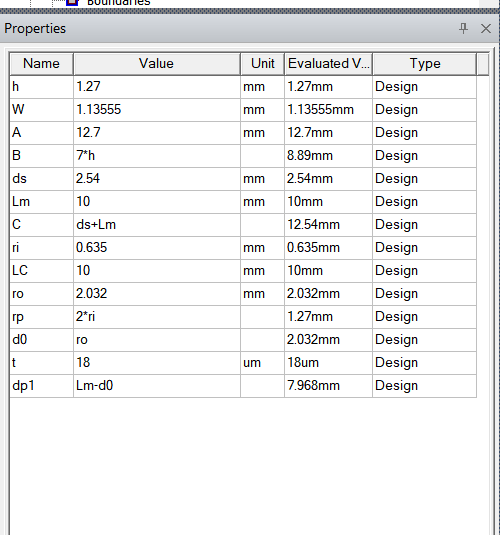 Boundaries
Properties
Name Value Unit Evaluated V... Type
h 1.27 mm 1.27mm Design
W 1.13555 mm 1.13555mm Design
A 12.7 mm 12.7mm Design
B 7*h 8.89mm Design
ds 2.54 mm 2.54mm Design
Lm 10 mm 10mm Design
C ds+Lm 12.54mm Design
ri 0.635 mm 0.635mm Design
LC 10 mm 10mm Design
ro 2.032 mm 2.032mm Design
rp 2*ri 1.27mm Design
d0 ro 2.032mm Design
t 18 um 18um Design
dp1 Lm-d0 7.968mm Design